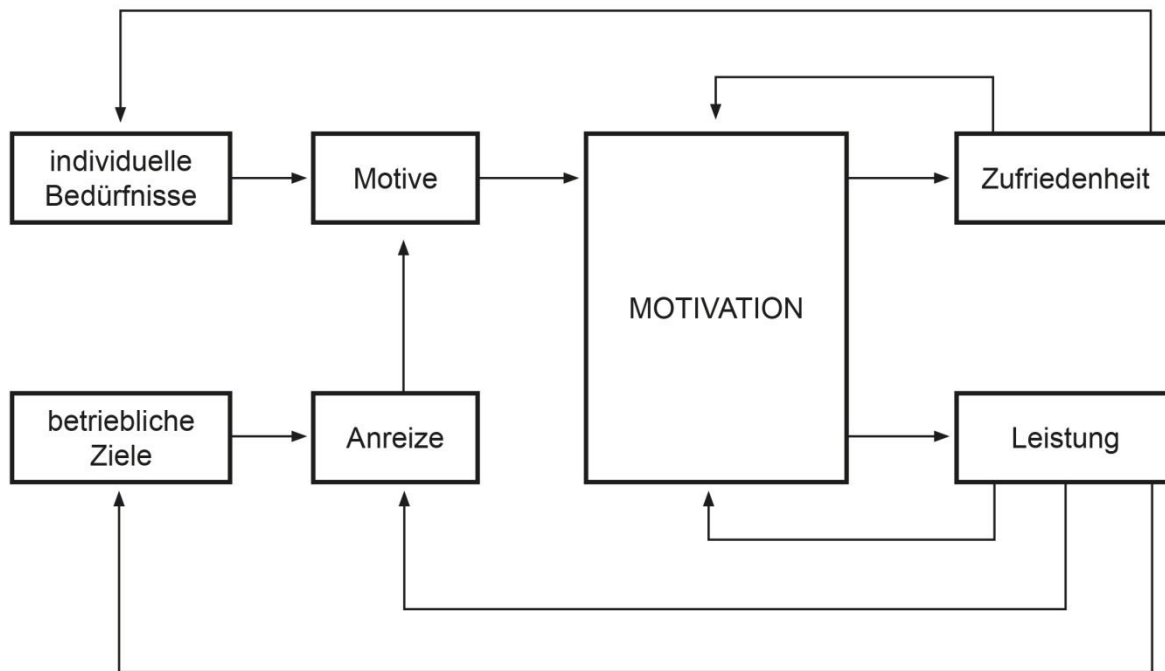 individuelle
Bedürfnisse
Motive
MOTIVATION
Zufriedenheit
betriebliche
Ziele
Anreize
Leistung